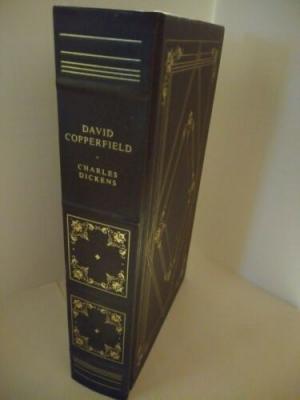 DAVID
COPPERFIELD
CHARLES
DICKENS